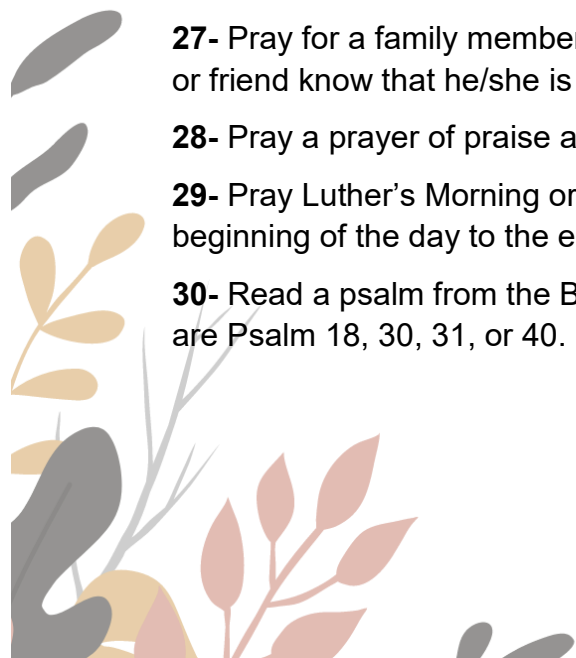 27- Pray for a family member
or friend know that he/she is
28- Pray a prayer of praise a
29- Pray Luther’s Morning or
beginning of the day to the e
30- Read a psalm from the B
are Psalm 18, 30, 31, or 40.